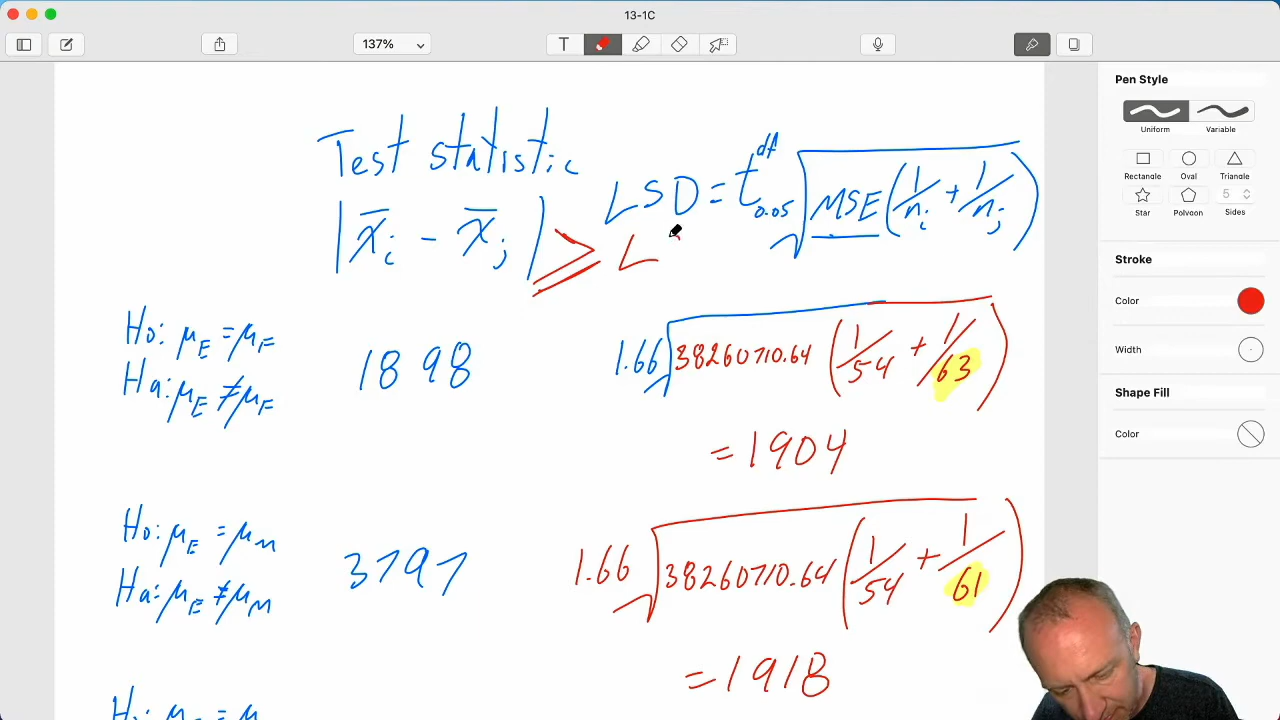 13-1C
137%
T
Pen Style
Uniform
Variable
Rectangle
Oval
Triangle
Star
Polygon
5
Sides
Stroke
Color
Width
Shape Fill
Color
Test statistic
LSD = t df 0.05 √MSE(1/ni + 1/nj)
|x̄i - x̄j| ≥ L
Ho: μE = μF
Ha: μE ≠ μF
1898
1.66 √38260710.64 (1/54 + 1/63)
= 1904
Ho: μE = μM
Ha: μE ≠ μM
3797
1.66 √38260710.64 (1/54 + 1/61)
= 1918